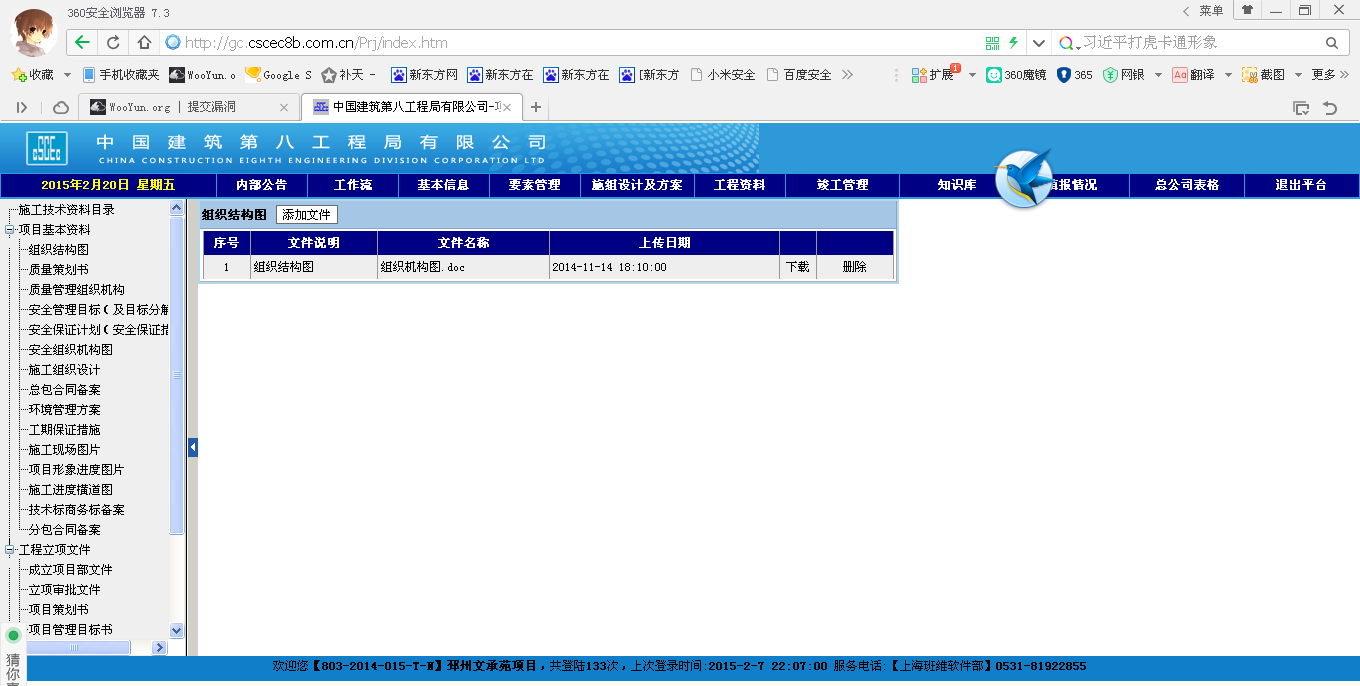 360安全浏览器 7.3
菜单
http://gc.cscec8b.com.cn/Prj/index.htm
习近平打虎卡通形象
收藏 手机收藏夹 WooYun.o Google S 补天 - 新东方网 新东方在 新东方在 [新东方 小米安全 百度安全 扩展 1 360魔镜 365 网银 Aa 翻译 截图 更多
WooYun.org | 提交漏洞 中国建筑第八工程局有限公司-项
CSCEC 中国建筑第八工程局有限公司
CHINA CONSTRUCTION EIGHTH ENGINEERING DIVISION CORPORATION LTD
2015年2月20日 星期五 内部公告 工作流 基本信息 要素管理 施组设计及方案 工程资料 竣工管理 知识库 填报情况 总公司表格 退出平台
施工技术资料目录
项目基本资料
组织结构图
质量策划书
质量管理组织机构
安全管理目标(及目标分解
安全保证计划(安全保证措
安全组织机构图
施工组织设计
总包合同备案
环境管理方案
工期保证措施
施工现场图片
项目形象进度图片
施工进度横道图
技术标商务标备案
分包合同备案
工程立项文件
成立项目部文件
立项审批文件
项目策划书
项目管理目标书
组织结构图 添加文件
序号 文件说明 文件名称 上传日期
1 组织结构图 组织机构图.doc 2014-11-14 18:10:00 下载 删除
猜你喜
欢迎您【803-2014-015-T-N】邳州文承苑项目，共登陆133次，上次登录时间:2015-2-7 22:07:00 服务电话:【上海班维软件部】0531-81922855